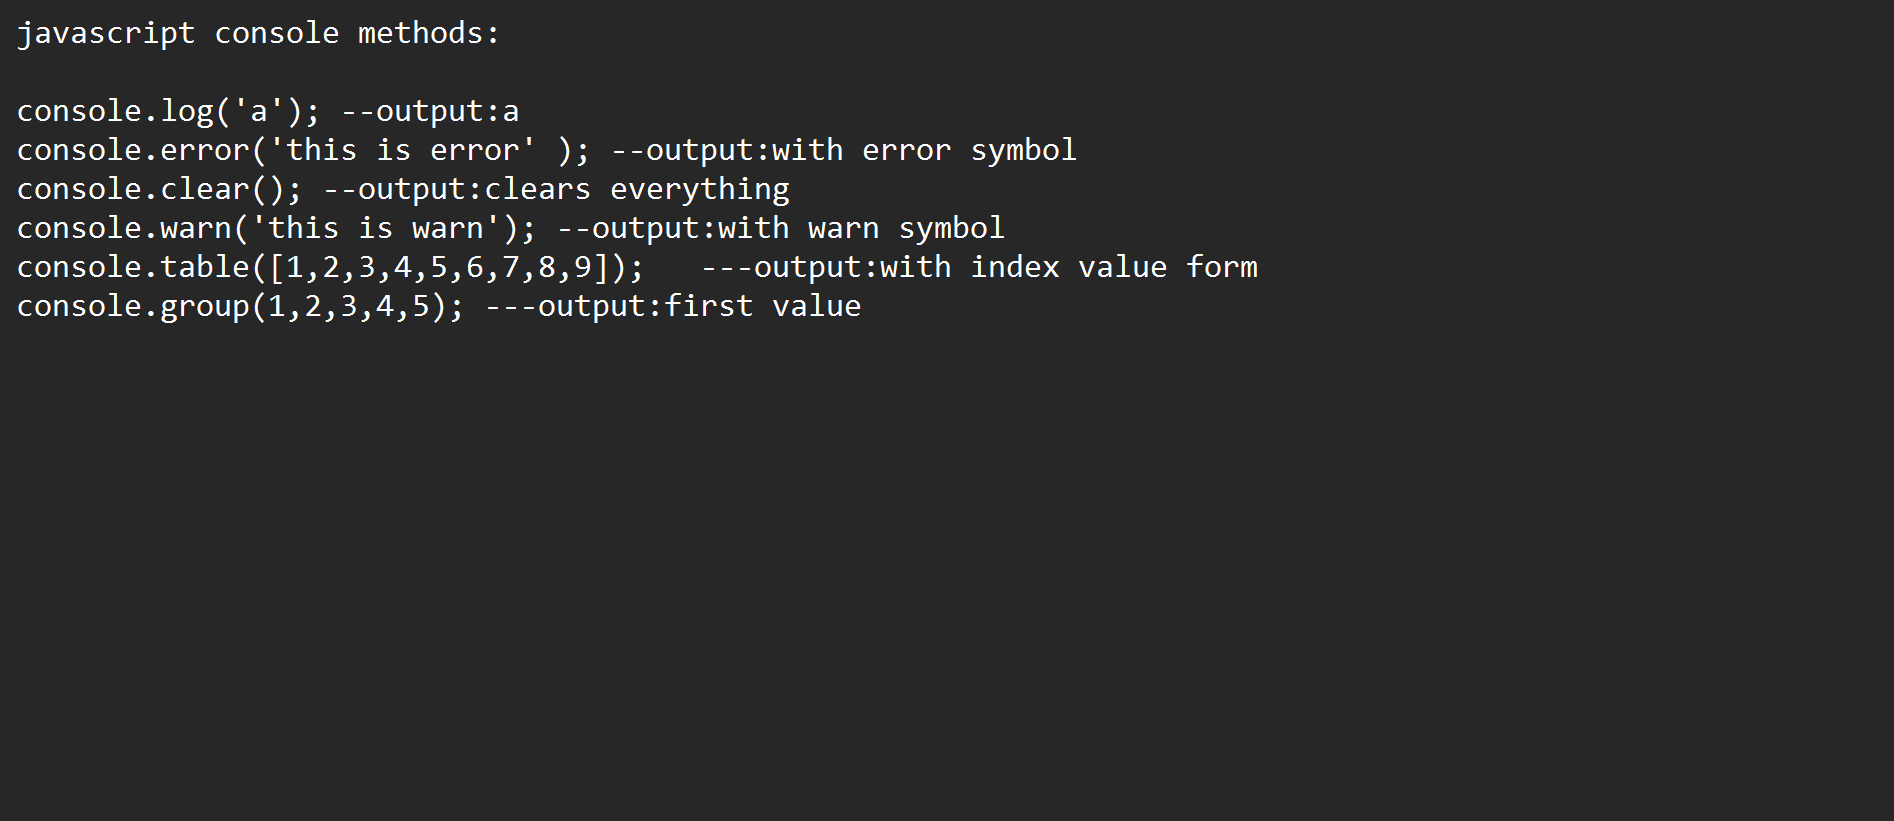 javascript console methods:

console.log('a'); --output:a
console.error('this is error' ); --output:with error symbol
console.clear(); --output:clears everything
console.warn('this is warn'); --output:with warn symbol
console.table([1,2,3,4,5,6,7,8,9]);   ---output:with index value form
console.group(1,2,3,4,5); ---output:first value